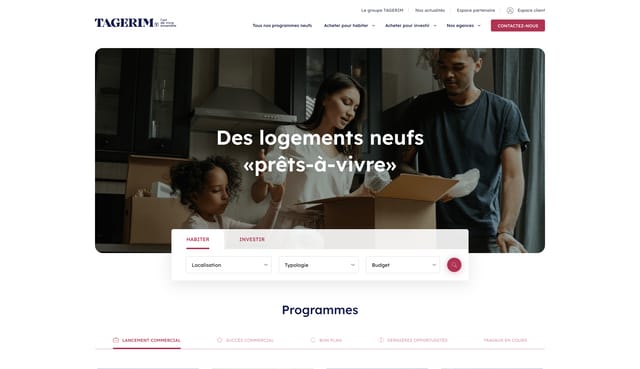 Le groupe TAGERIM
Nos actualités
Espace partenaire
Espace client
TAGERIM
Tous nos programmes neufs
Acheter pour habiter
Acheter pour investir
Nos agences
CONTACTEZ-NOUS
Des logements neufs
«prêts-à-vivre»
HABITER
INVESTIR
Localisation
Typologie
Budget
Programmes
LANCEMENT COMMERCIAL
SUCCÈS COMMERCIAL
BON PLAN
DERNIÈRES OPPORTUNITÉS
TRAVAUX EN COURS